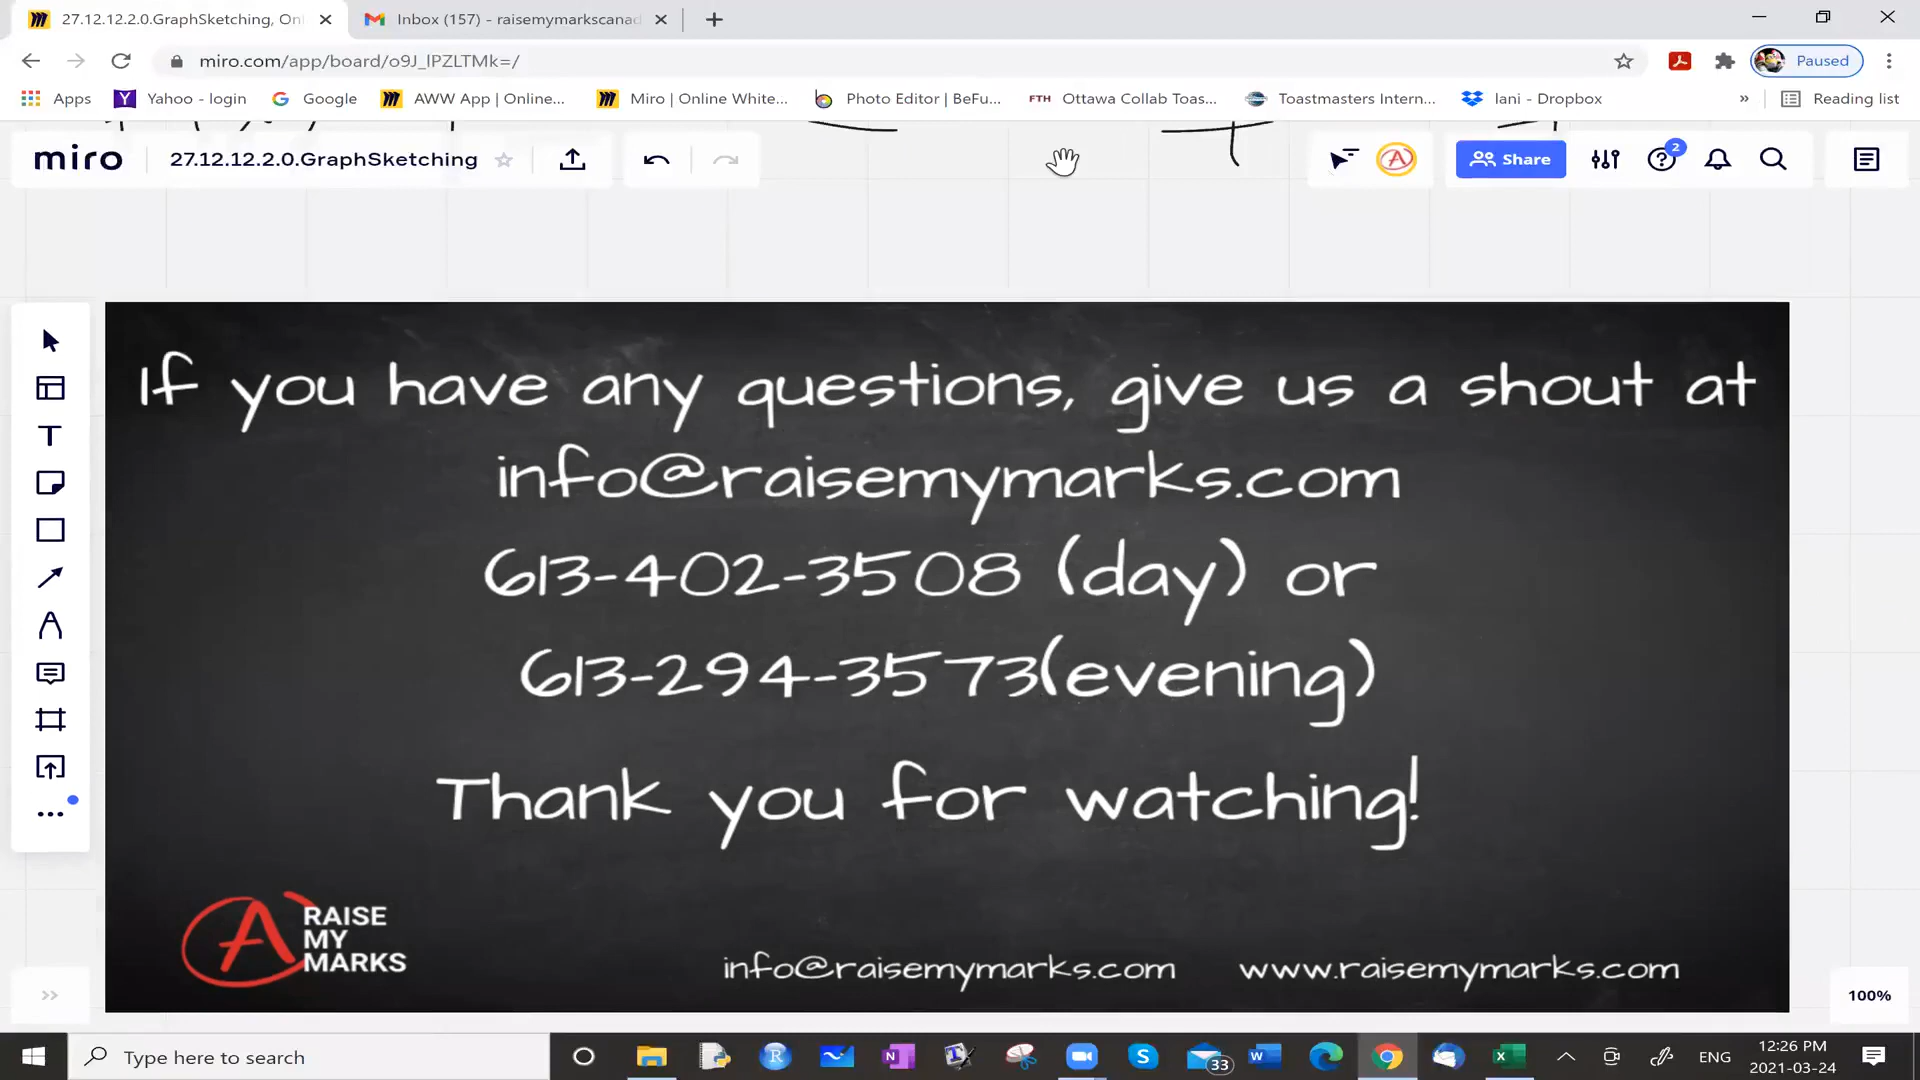 27.12.12.2.0.GraphSketching, Onl
Inbox (157) - raisemymarkscanad
miro.com/app/board/o9J_lPZLTMk=/
Paused
Apps
Yahoo - login
Google
AWW App | Online...
Miro | Online White...
Photo Editor | BeFu...
FTH Ottawa Collab Toas...
Toastmasters Intern...
Iani - Dropbox
»
Reading list
miro
27.12.12.2.0.GraphSketching
A
Share
2
If you have any questions, give us a shout at
info@raisemymarks.com
613-402-3508 (day) or
613-294-3573(evening)
Thank you for watching!
A RAISE
MY
MARKS
info@raisemymarks.com www.raisemymarks.com
100%
Type here to search
33
ENG
12:26 PM
2021-03-24